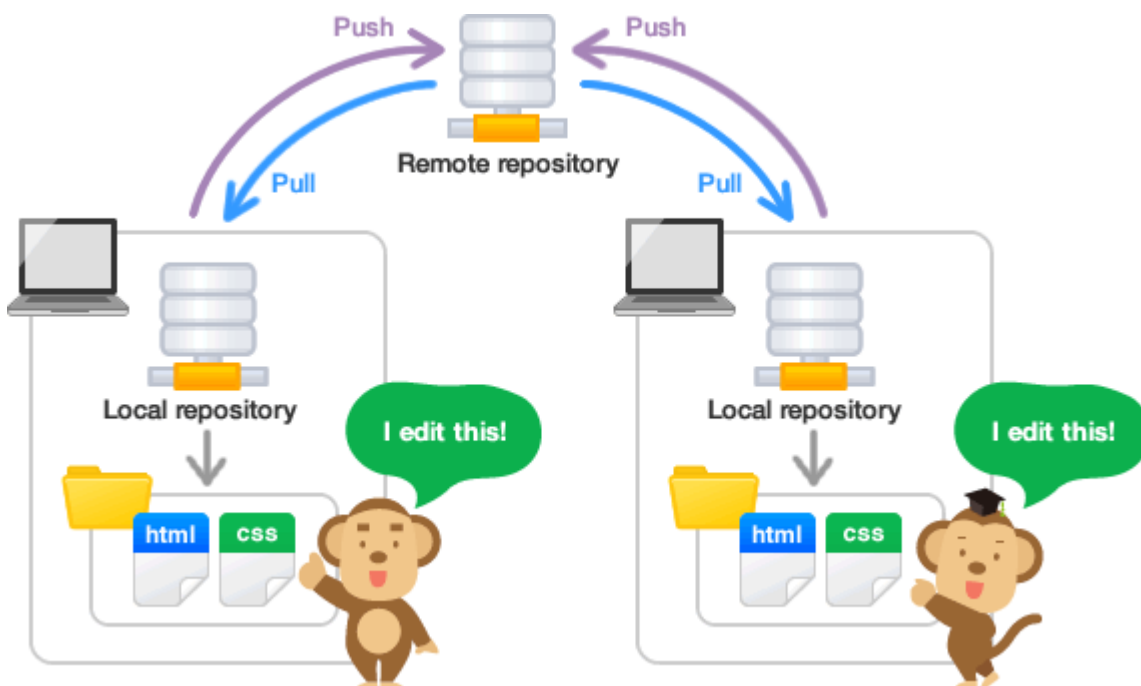 Push
Push
Remote repository
Pull
Pull
Local repository
Local repository
I edit this!
I edit this!
html
css
html
css